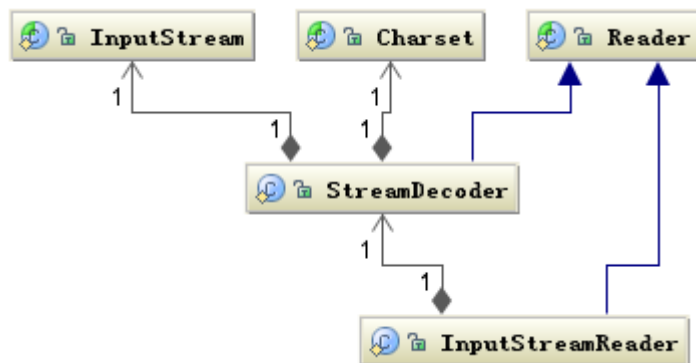 InputStream
Charset
Reader
1
1
1
1
StreamDecoder
1
1
InputStreamReader